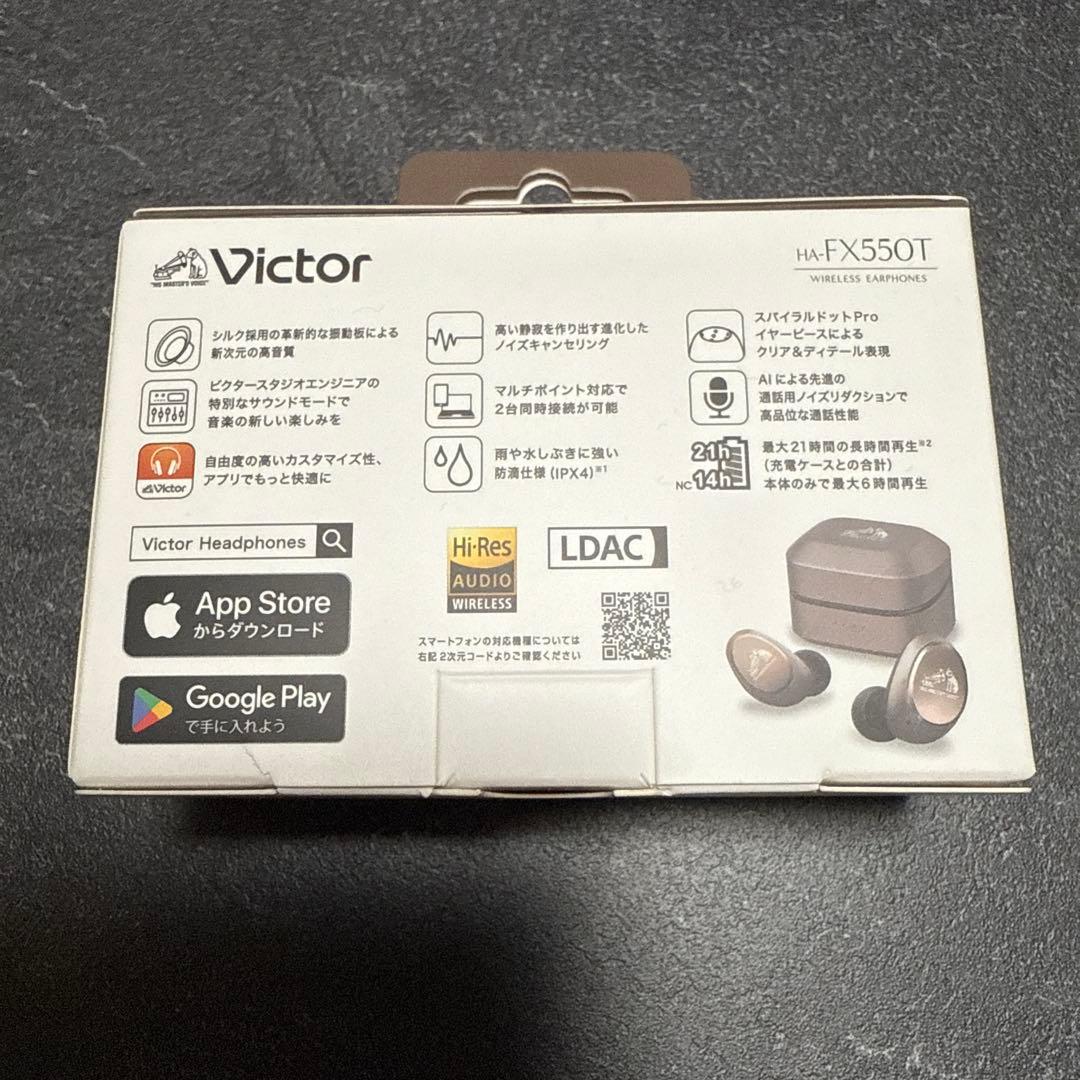 Victor
"HIS MASTER'S VOICE"
HA-FX550T
WIRELESS EARPHONES
シルク採用の革新的な振動板による
新次元の高音質
高い静寂を作り出す進化した
ノイズキャンセリング
スパイラルドットPro
イヤーピースによる
クリア&ディテール表現
ビクタースタジオエンジニアの
特別なサウンドモードで
音楽の新しい楽しみを
マルチポイント対応で
2台同時接続が可能
AIによる先進の
通話用ノイズリダクションで
高品位な通話性能
Victor
自由度の高いカスタマイズ性、
アプリでもっと快適に
雨や水しぶきに強い
防滴仕様(IPX4)※1
21h
NC 14h
最大21時間の長時間再生※2
(充電ケースとの合計)
本体のみで最大6時間再生
Victor Headphones
Hi-Res
AUDIO
WIRELESS
LDAC
App Store
からダウンロード
スマートフォンの対応機種については
右記2次元コードよりご確認ください
Google Play
で手に入れよう